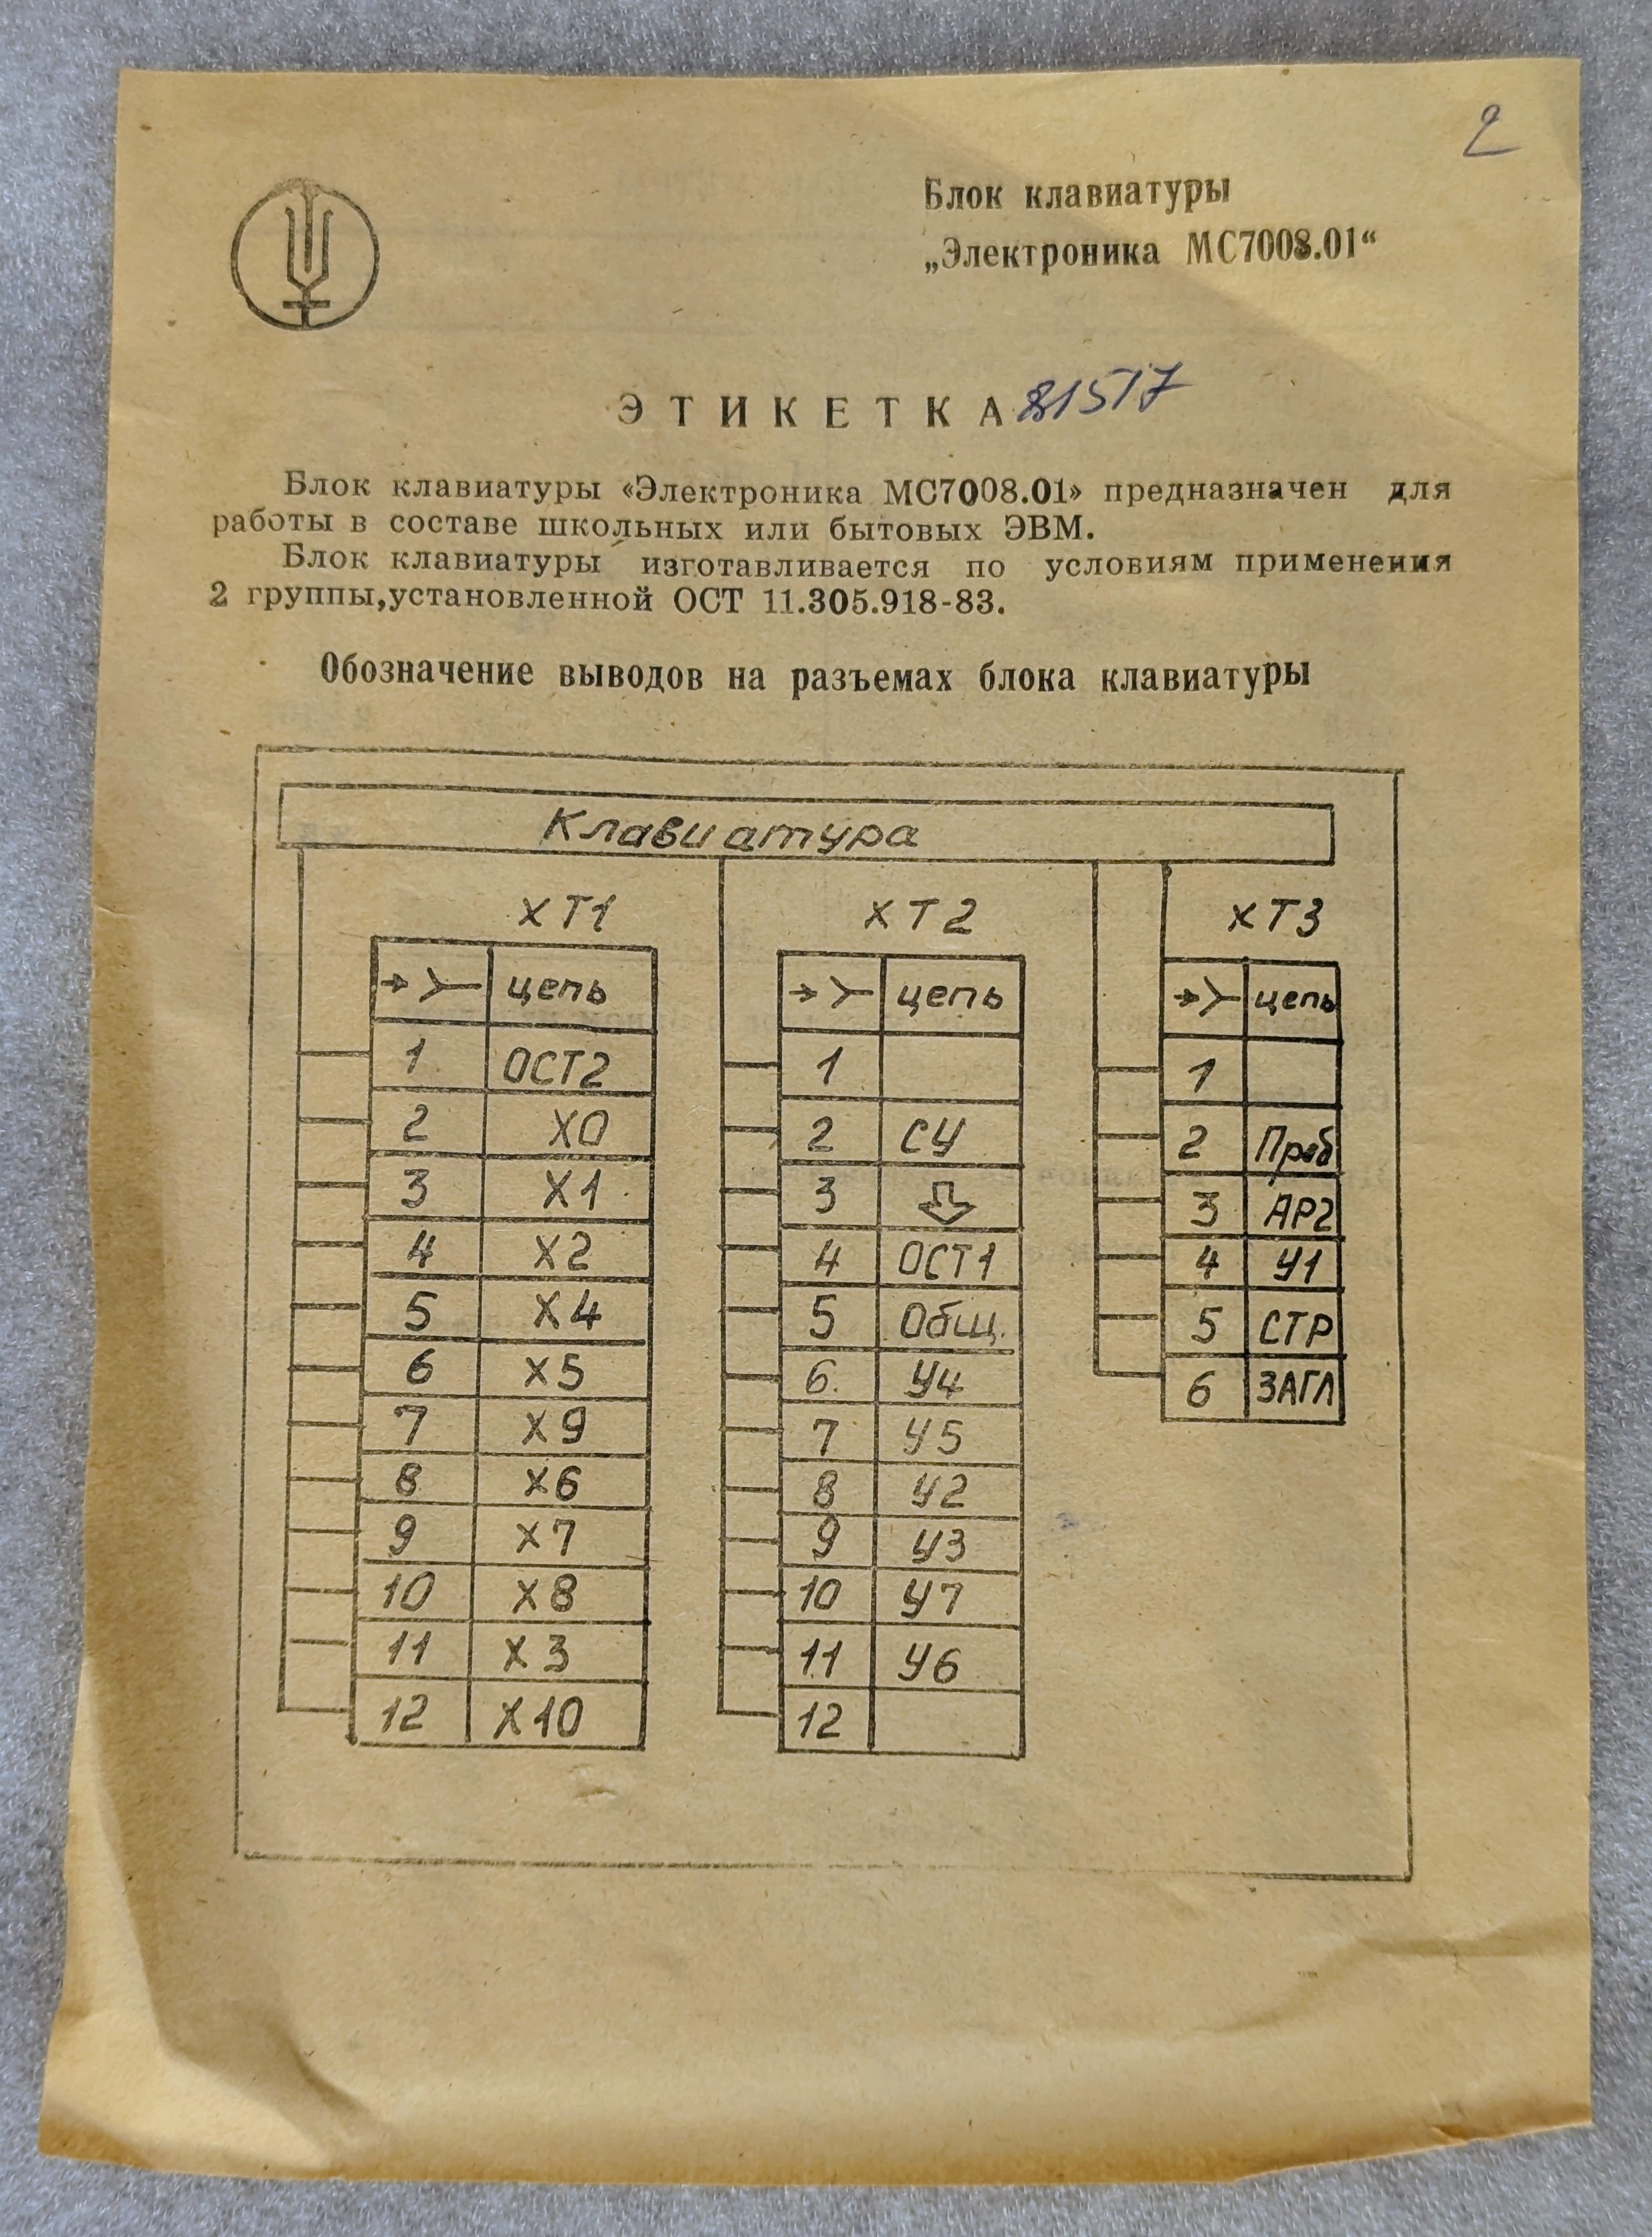 2
Блок клавиатуры
„Электроника МС7008.01“
ЭТИКЕТКА 81517
Блок клавиатуры «Электроника МС7008.01» предназначен для
работы в составе школьных или бытовых ЭВМ.
Блок клавиатуры изготавливается по условиям применения
2 группы,установленной ОСТ 11.305.918-83.
Обозначение выводов на разъемах блока клавиатуры
Клавиатура
ХТ1
цепь
1 ОСТ2
2 Х0
3 Х1
4 Х2
5 Х4
6 Х5
7 Х9
8 Х6
9 Х7
10 Х8
11 Х3
12 Х10
ХТ2
цепь
1
2 СУ
3
4 ОСТ1
5 Общ.
6. У4
7 У5
8 У2
9 У3
10 У7
11 У6
12
ХТ3
цепь
1
2 Проб
3 АР2
4 У1
5 СТР
6 ЗАГЛ